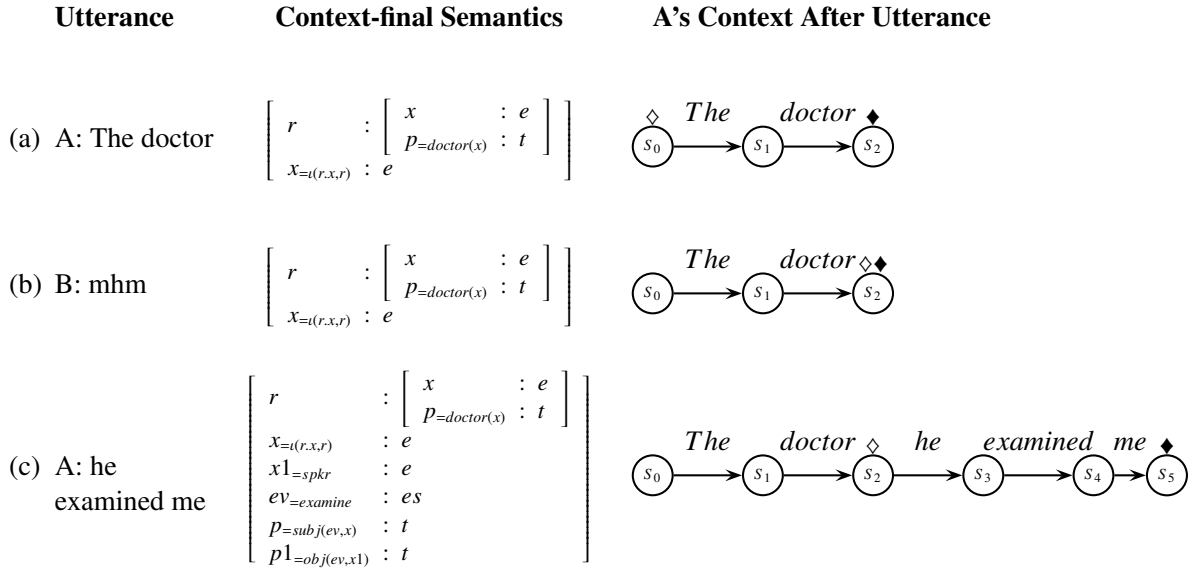 Utterance Context-final Semantics A's Context After Utterance
(a) A: The doctor
r : [ x : e
p=doctor(x) : t ]
x=ι(r.x,r) : e
◇ The doctor ◆
s0 s1 s2
(b) B: mhm
r : [ x : e
p=doctor(x) : t ]
x=ι(r.x,r) : e
The doctor ◇◆
s0 s1 s2
(c) A: he
examined me
r : [ x : e
p=doctor(x) : t ]
x=ι(r.x,r) : e
x1=spkr : e
ev=examine : es
p=subj(ev,x) : t
p1=obj(ev,x1) : t
The doctor ◇ he examined me ◆
s0 s1 s2 s3 s4 s5